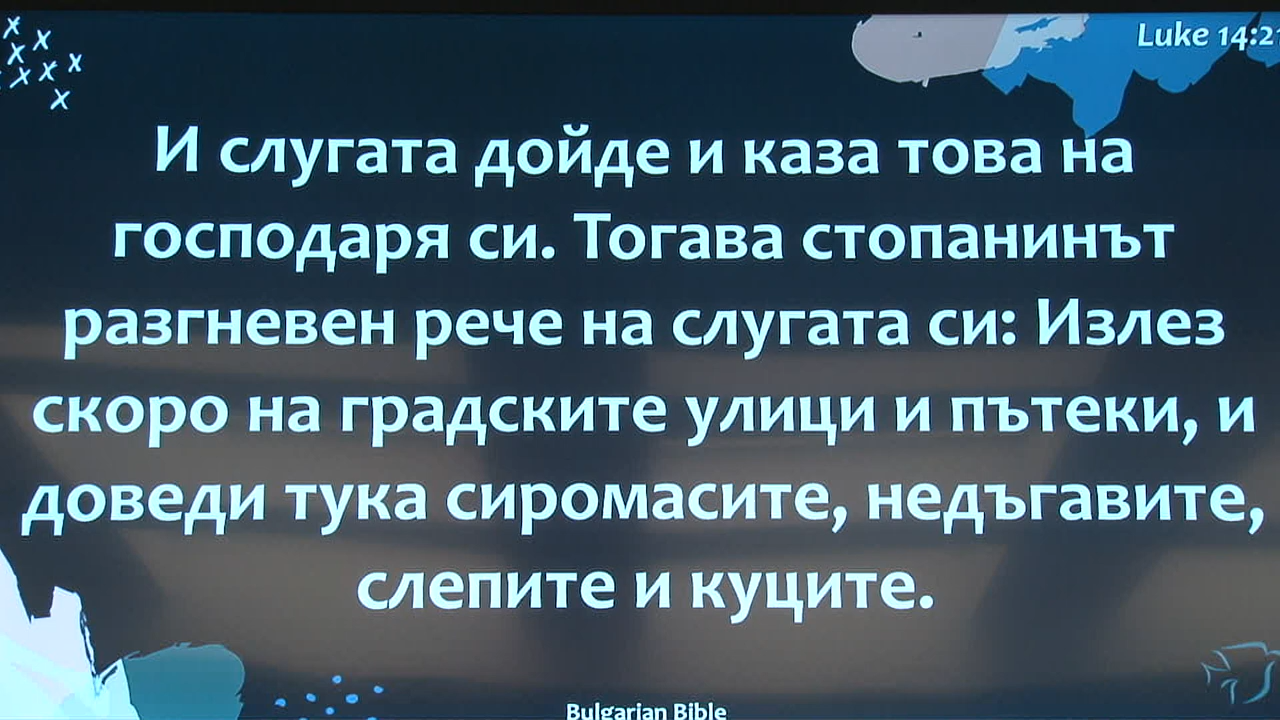 Luke 14:21
И слугата дойде и каза това на
господаря си. Тогава стопанинът
разгневен рече на слугата си: Излез
скоро на градските улици и пътеки, и
доведи тука сиромасите, недъгавите,
слепите и куците.
Bulgarian Bible